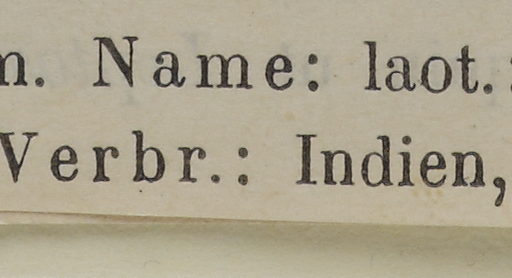 n. Name: laot.:
Verbr.: Indien,